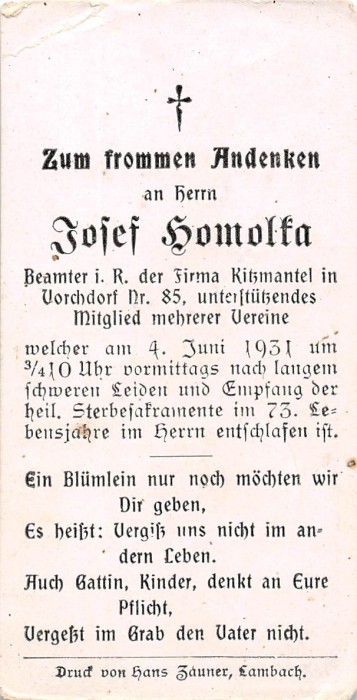 Zum frommen Andenken
an Herrn
Josef Homolka
Beamter i. R. der Firma Kitzmantel in
Vorchdorf Nr. 85, unterstützendes
Mitglied mehrerer Vereine
welcher am 4. Juni 1931 um
3/4 10 Uhr vormittags nach langem
schweren Leiden und Empfang der
heil. Sterbesakramente im 73. Le-
bensjahre im Herrn entschlafen ist.
Ein Blümlein nur noch möchten wir
Dir geben,
Es heißt: Vergiß uns nicht im an-
dern Leben.
Auch Gattin, Kinder, denkt an Eure
Pflicht,
Vergeßt im Grab den Vater nicht.
Druck von Hans Zauner, Lambach.